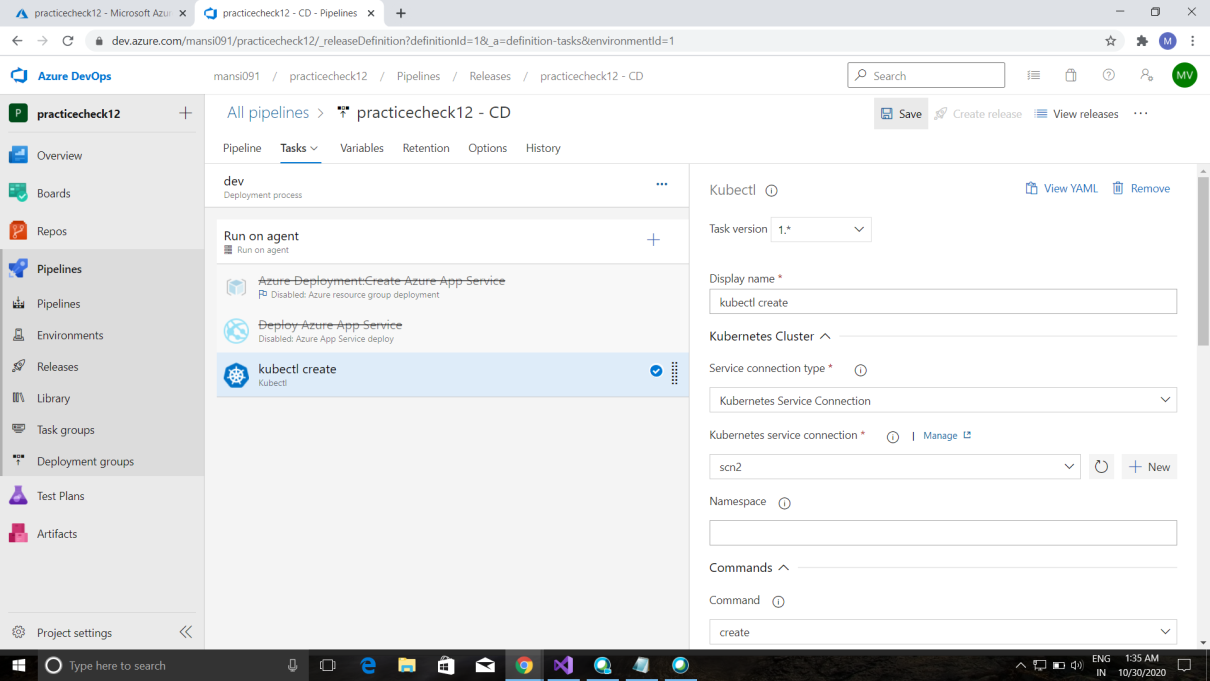 practicecheck12 - Microsoft Azur
practicecheck12 - CD - Pipelines
dev.azure.com/mansi091/practicecheck12/_releaseDefinition?definitionId=1&_a=definition-tasks&environmentId=1
M
Azure DevOps
mansi091 / practicecheck12 / Pipelines / Releases / practicecheck12 - CD
Search
MV
P practicecheck12
Overview
Boards
Repos
Pipelines
Pipelines
Environments
Releases
Library
Task groups
Deployment groups
Test Plans
Artifacts
Project settings
All pipelines > practicecheck12 - CD
Save
Create release
View releases
Pipeline Tasks Variables Retention Options History
dev
Deployment process
Run on agent
Run on agent
Azure Deployment:Create Azure App Service
Disabled: Azure resource group deployment
Deploy Azure App Service
Disabled: Azure App Service deploy
kubectl create
Kubectl
Kubectl
View YAML
Remove
Task version 1.*
Display name *
kubectl create
Kubernetes Cluster
Service connection type *
Kubernetes Service Connection
Kubernetes service connection * | Manage
scn2
New
Namespace
Commands
Command
create
Type here to search
ENG
IN
1:35 AM
10/30/2020